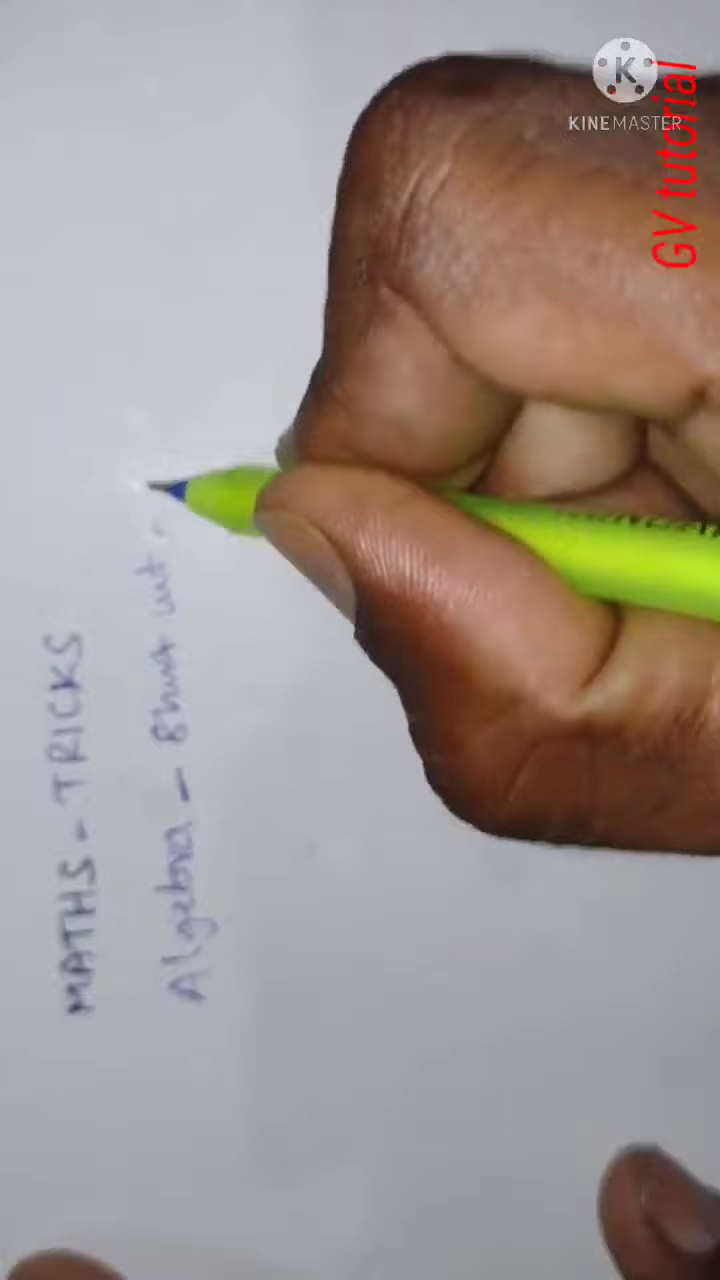 MATHS - TRICKS
Algebra - Short cut -
GV tutorial
KINEMASTER